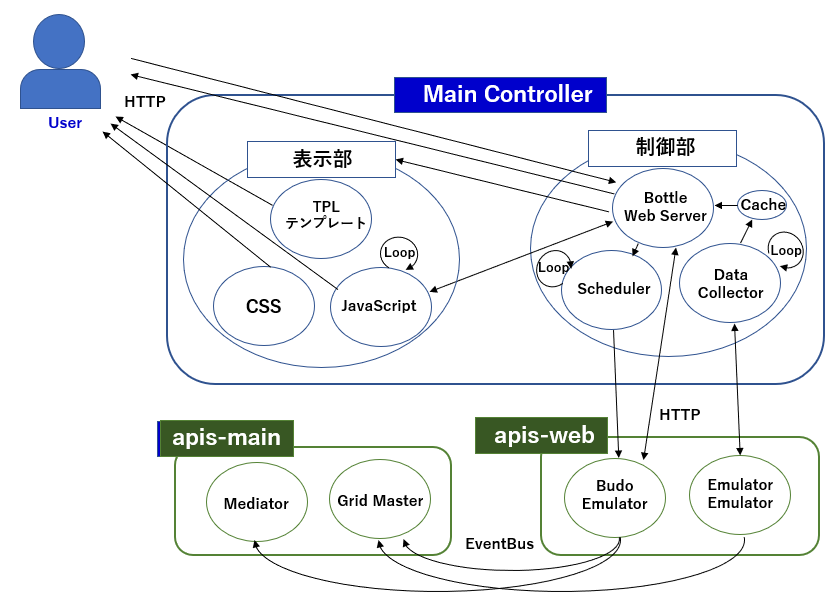 HTTP
User
Main Controller
表示部
制御部
TPL
テンプレート
Loop
CSS
JavaScript
Bottle
Web Server
Cache
Loop
Loop
Scheduler
Data
Collector
HTTP
apis-main
apis-web
Mediator
Grid Master
Budo
Emulator
Emulator
Emulator
EventBus